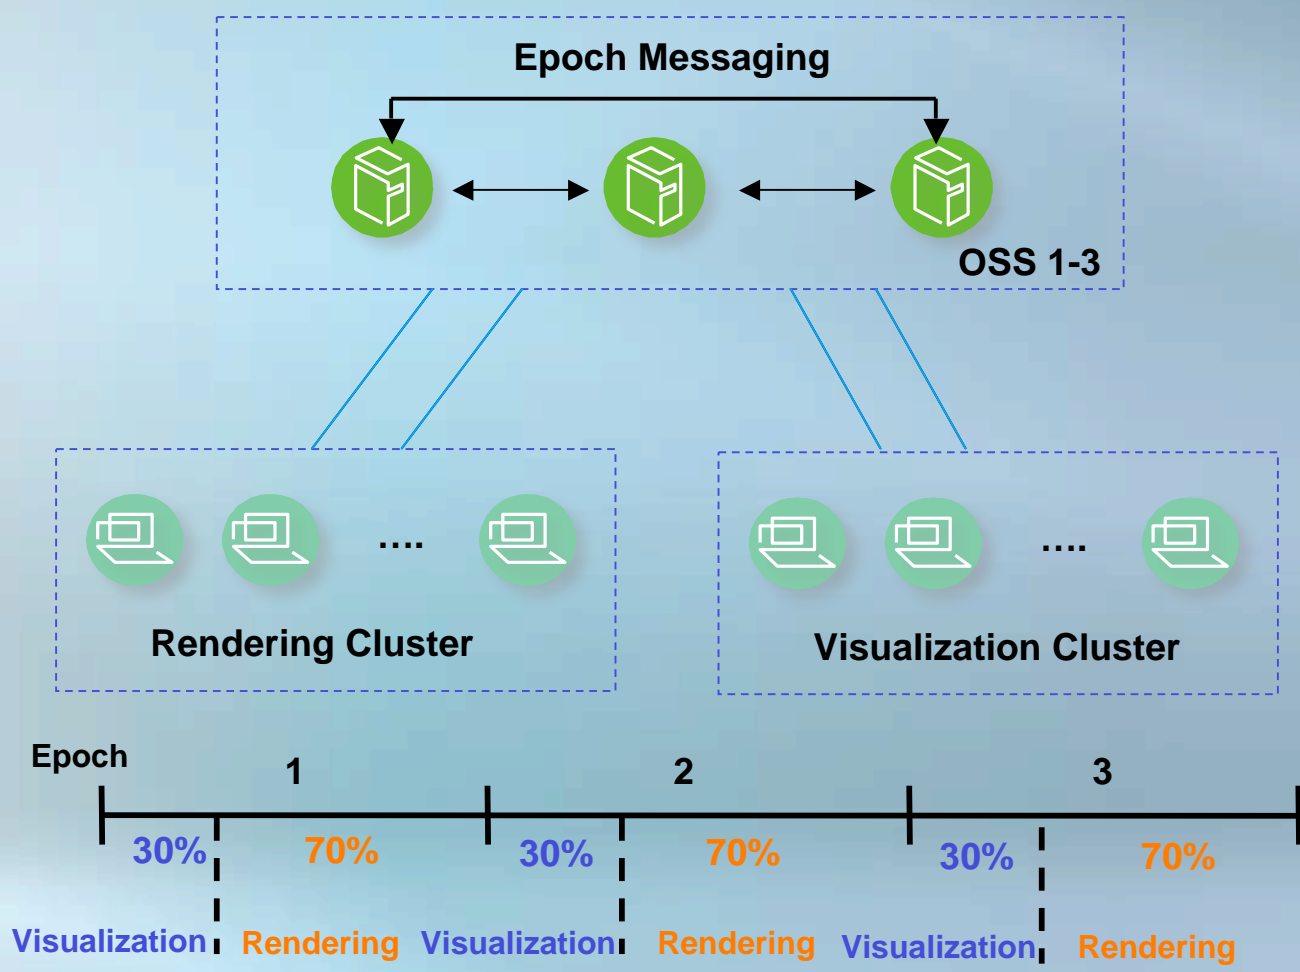 Epoch Messaging
OSS 1-3
....
....
Rendering Cluster
Visualization Cluster
Epoch
1
2
3
30%
70%
30%
70%
30%
70%
Visualization
Rendering
Visualization
Rendering
Visualization
Rendering